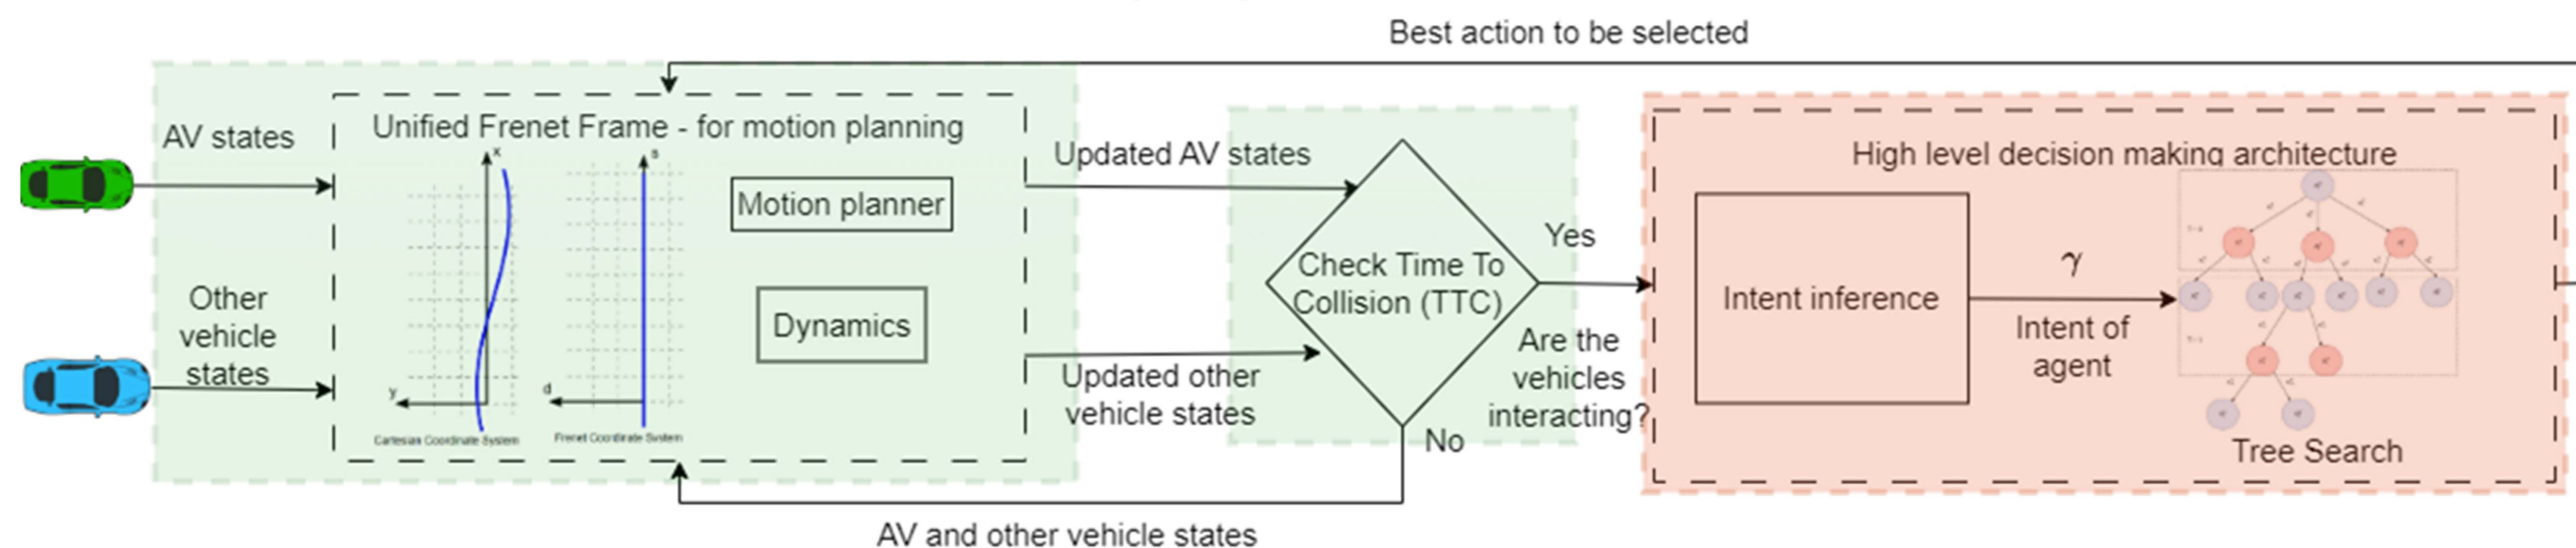 Best action to be selected
AV states
Unified Frenet Frame - for motion planning
x
s
Motion planner
Dynamics
y
d
Cartesian Coordinate System
Frenet Coordinate System
Other
vehicle
states
Updated AV states
Updated other
vehicle states
Check Time To
Collision (TTC)
Yes
Are the
vehicles
interacting?
No
AV and other vehicle states
High level decision making architecture
Intent inference
γ
Intent of
agent
Tree Search